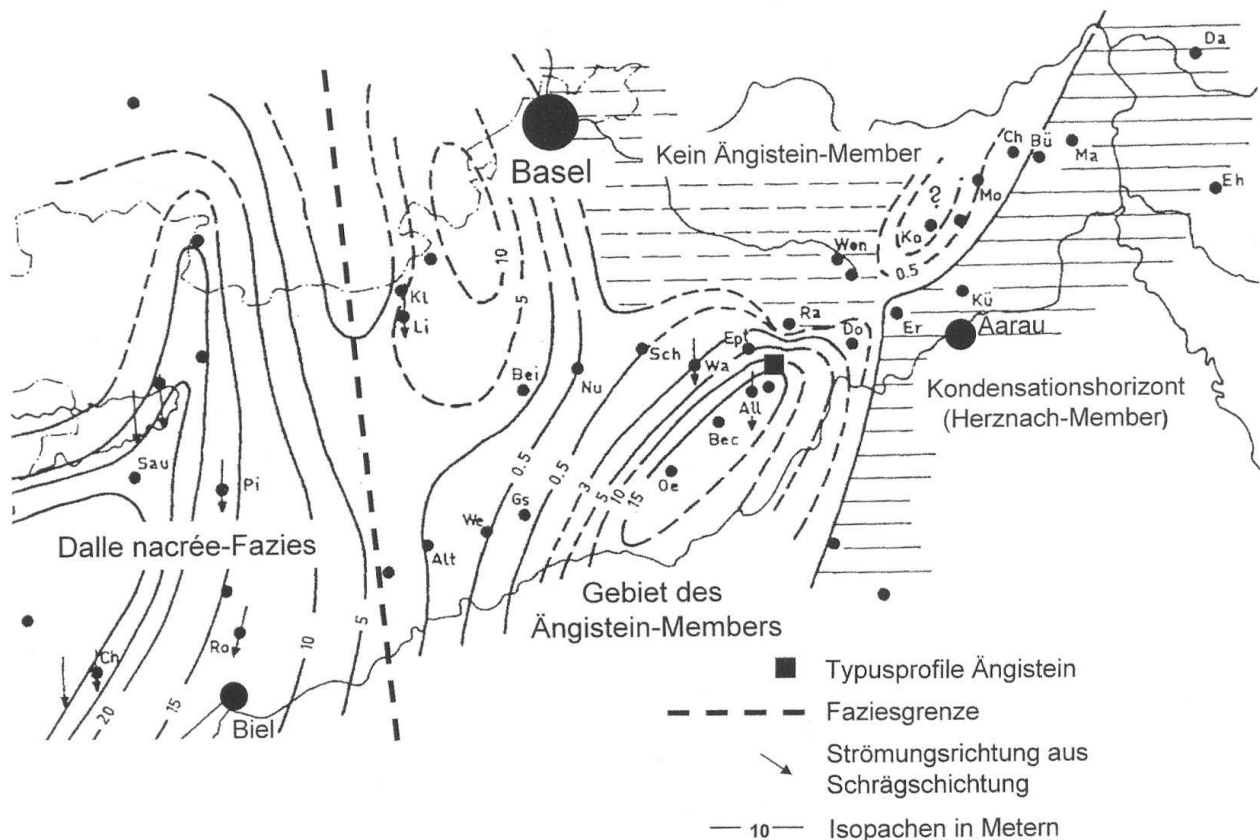 Da
Basel
Kein Ängistein-Member
Ch
Bü
Ma
Eh
?
Mo
Ko
Wen
0.5
10
5
Kl
Li
Kü
Ra
Er
Aarau
Do
Ept
Sch
Wa
Bei
Nu
All
Kondensationshorizont
(Herznach-Member)
Bec
Sau
Pi
Oe
0.5
0.5
3
5
10
15
Gs
We
Alt
Dalle nacrée-Fazies
Gebiet des
Ängistein-Members
Ro
10
5
Ch
20
15
Biel
Typusprofile Ängistein
Faziesgrenze
Strömungsrichtung aus
Schrägschichtung
10
Isopachen in Metern